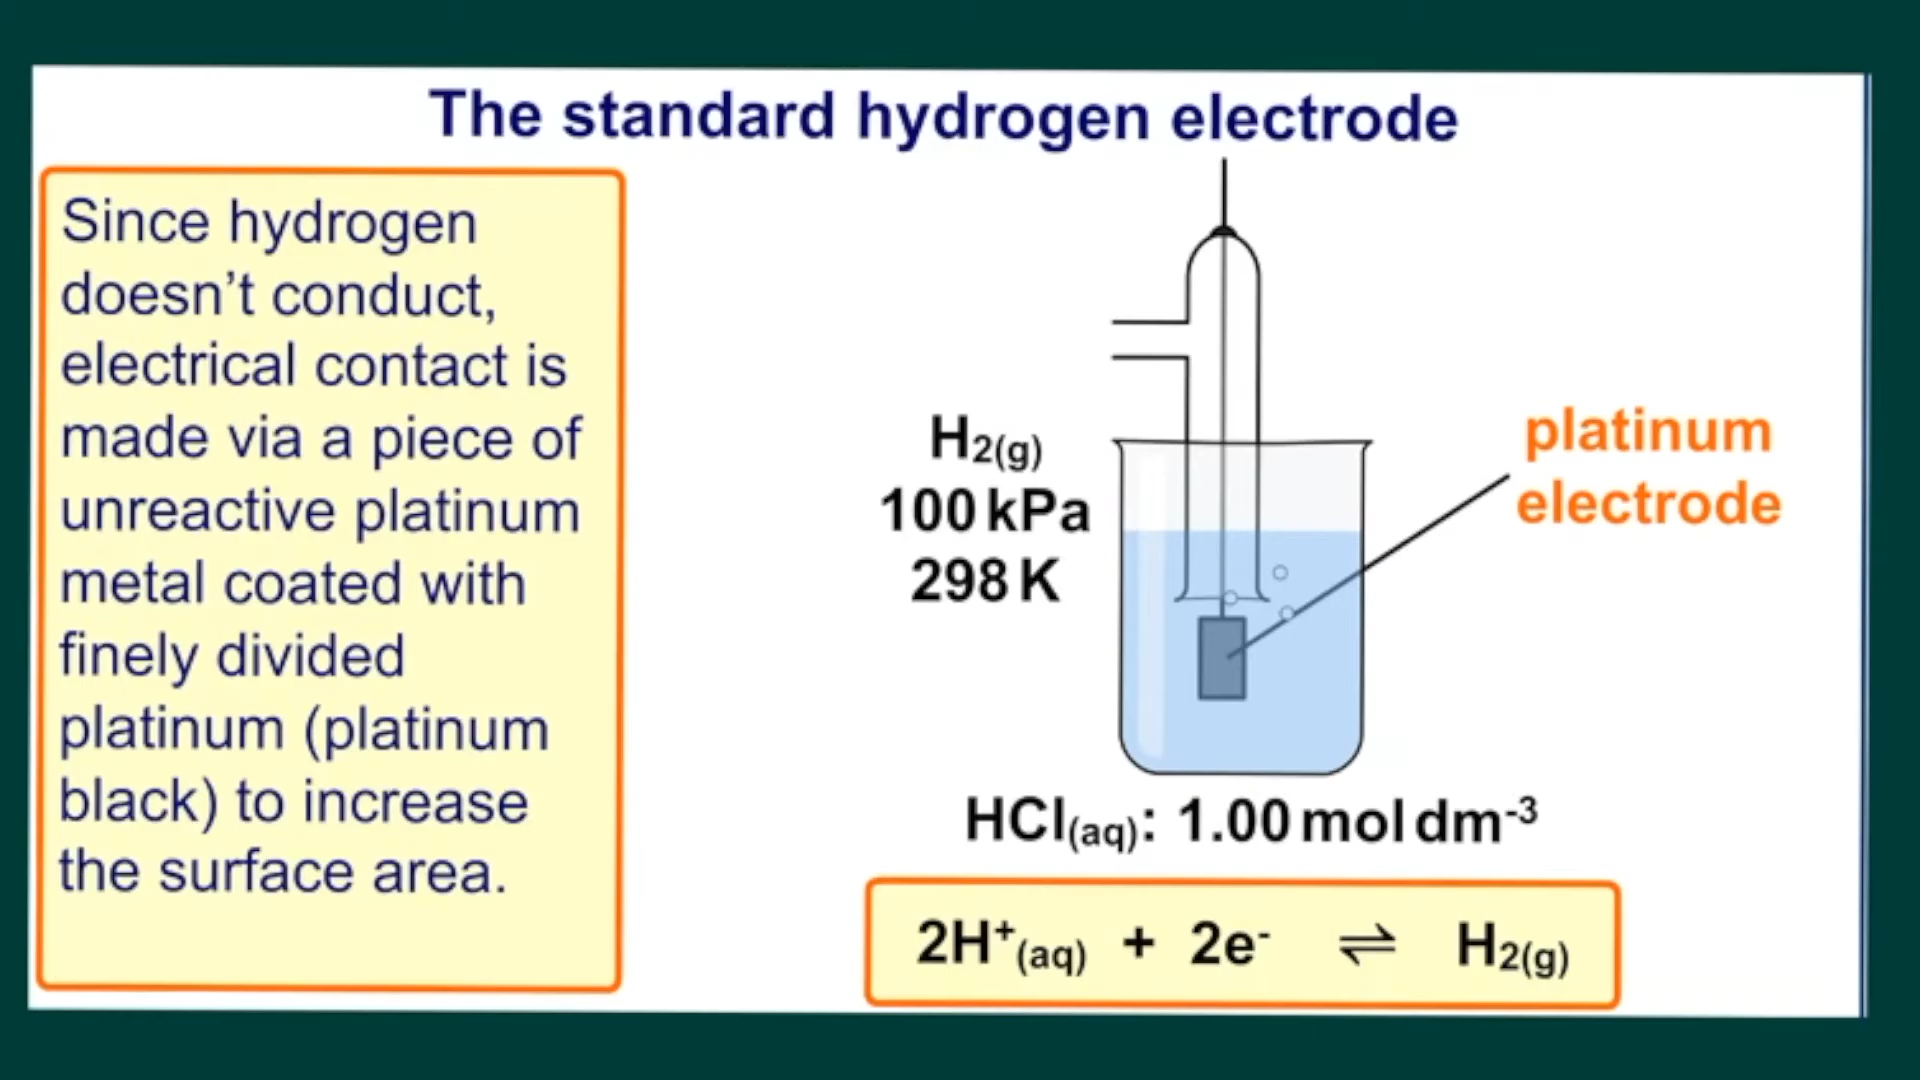 The standard hydrogen electrode
Since hydrogen
doesn’t conduct,
electrical contact is
made via a piece of
unreactive platinum
metal coated with
finely divided
platinum (platinum
black) to increase
the surface area.
H₂(g)
100 kPa
298 K
platinum
electrode
HCl(aq): 1.00 mol dm⁻³
2H⁺(aq) + 2e⁻ ⇌ H₂(g)